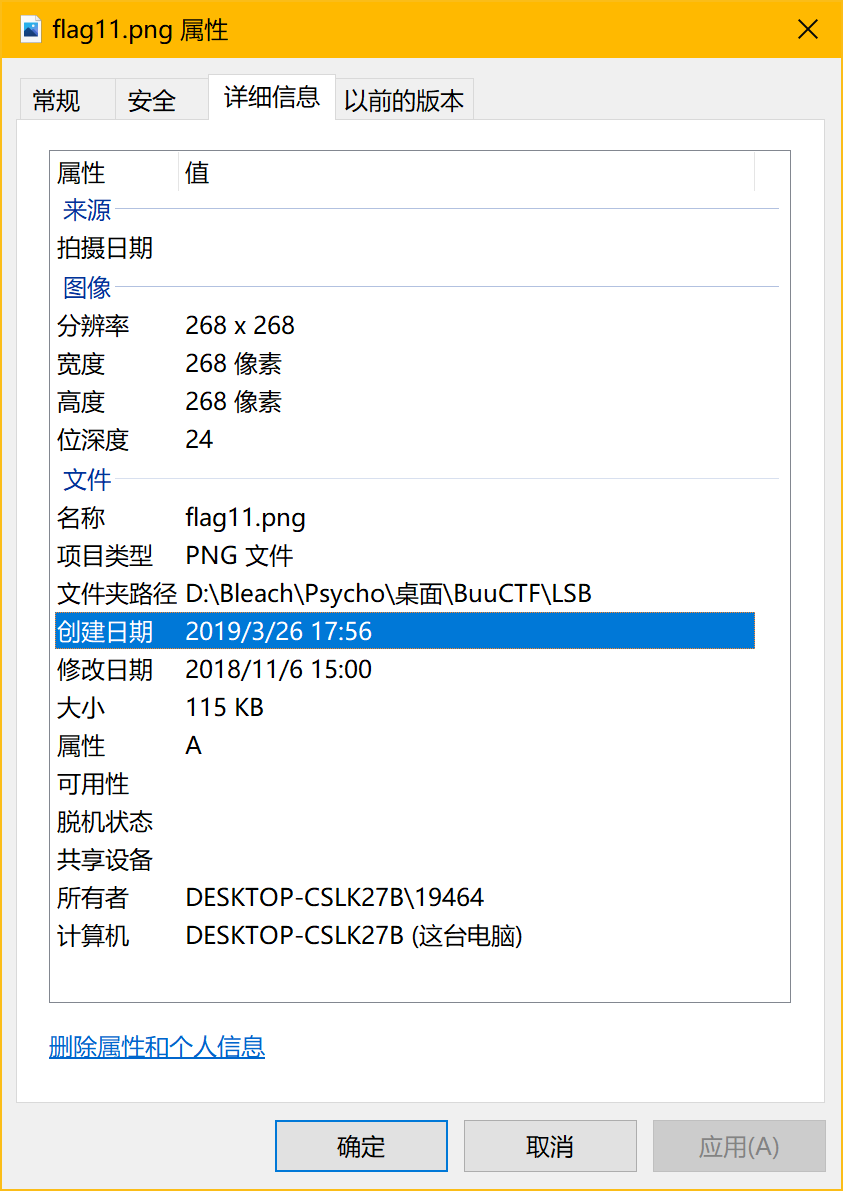 flag11.png 属性
常规 安全 详细信息 以前的版本
属性 值
来源
拍摄日期
图像
分辨率 268 x 268
宽度 268 像素
高度 268 像素
位深度 24
文件
名称 flag11.png
项目类型 PNG 文件
文件夹路径 D:\Bleach\Psycho\桌面\BuuCTF\LSB
创建日期 2019/3/26 17:56
修改日期 2018/11/6 15:00
大小 115 KB
属性 A
可用性
脱机状态
共享设备
所有者 DESKTOP-CSLK27B\19464
计算机 DESKTOP-CSLK27B (这台电脑)
删除属性和个人信息
确定 取消 应用(A)